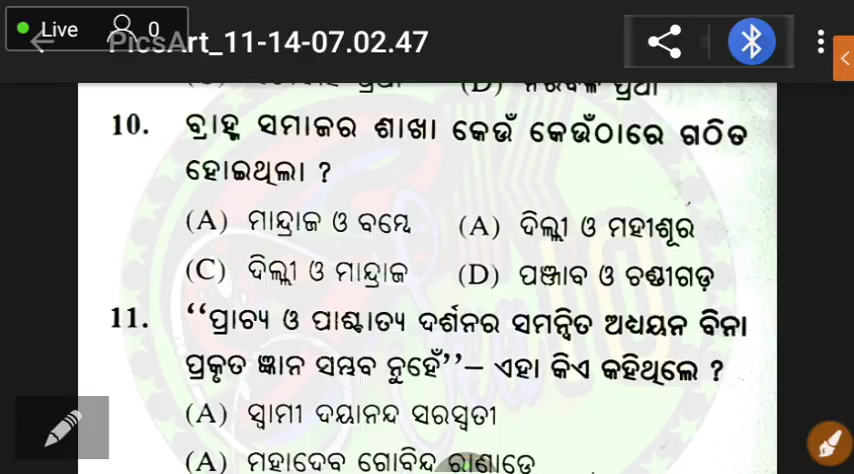 Live 0
PicsArt_11-14-07.02.47
10. ବ୍ରାହ୍ମ ସମାଜର ଶାଖା କେଉଁ କେଉଁଠାରେ ଗଠିତ
ହୋଇଥିଲା ?
(A) ମାନ୍ଦ୍ରାଜ ଓ ବମ୍ବେ (A) ଦିଲ୍ଲୀ ଓ ମହୀଶୂର
(C) ଦିଲ୍ଲୀ ଓ ମାନ୍ଦ୍ରାଜ (D) ପଞ୍ଜାବ ଓ ଚଣ୍ଡୀଗଡ଼
11. “ପ୍ରାଚ୍ୟ ଓ ପାଶ୍ଚାତ୍ୟ ଦର୍ଶନର ସମନ୍ୱିତ ଅଧ୍ୟୟନ ବିନା
ପ୍ରକୃତ ଜ୍ଞାନ ସମ୍ଭବ ନୁହେଁ”– ଏହା କିଏ କହିଥିଲେ ?
(A) ସ୍ୱାମୀ ଦୟାନନ୍ଦ ସରସ୍ୱତୀ
(A) ମହାଦେବ ଗୋବିନ୍ଦ ରାଣାଡେ